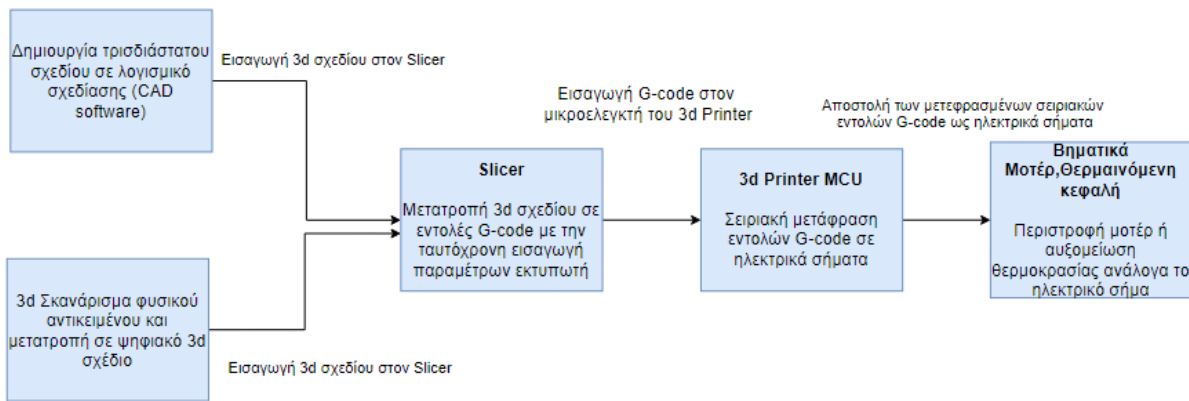 Δημιουργία τρισδιάστατου
σχεδίου σε λογισμικό
σχεδίασης (CAD
software)
Εισαγωγή 3d σχεδίου στον Slicer
3d Σκανάρισμα φυσικού
αντικειμένου και
μετατροπή σε ψηφιακό 3d
σχέδιο
Εισαγωγή 3d σχεδίου στον Slicer
Slicer
Μετατροπή 3d σχεδίου σε
εντολές G-code με την
ταυτόχρονη εισαγωγή
παραμέτρων εκτυπωτή
Εισαγωγή G-code στον
μικροελεγκτή του 3d Printer
3d Printer MCU
Σειριακή μετάφραση
εντολών G-code σε
ηλεκτρικά σήματα
Αποστολή των μετεφρασμένων σειριακών
εντολών G-code ως ηλεκτρικά σήματα
Βηματικά
Μοτέρ,Θερμαινόμενη
κεφαλή
Περιστροφή μοτέρ ή
αυξομείωση
θερμοκρασίας ανάλογα το
ηλεκτρικό σήμα